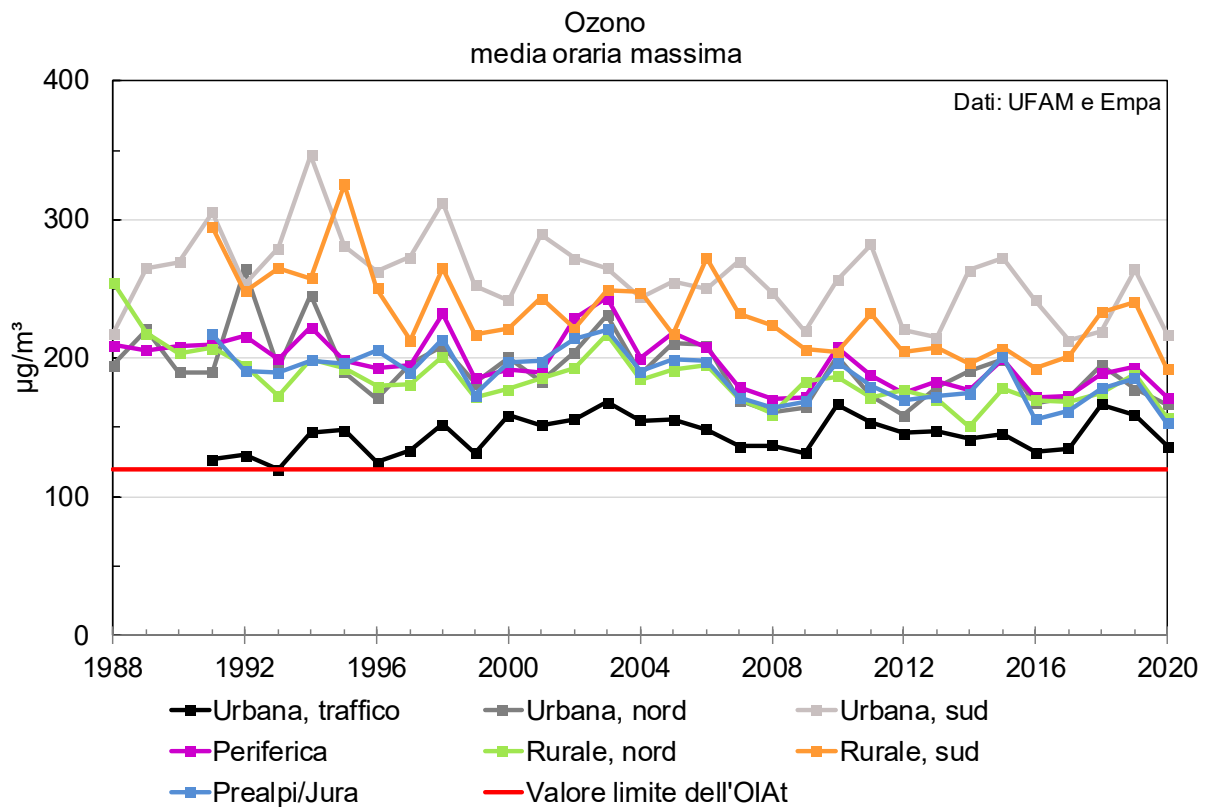 Ozono
media oraria massima
Dati: UFAM e Empa
µg/m³
400
300
200
100
0
1988 1992 1996 2000 2004 2008 2012 2016 2020
Urbana, traffico Urbana, nord Urbana, sud
Periferica Rurale, nord Rurale, sud
Prealpi/Jura Valore limite dell'OIAt